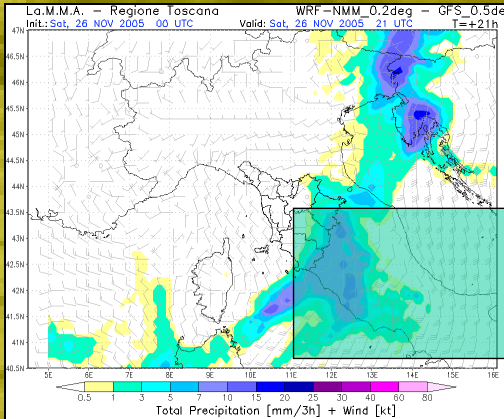 La.M.M.A. - Regione Toscana WRF-NMM_0.2deg - GFS_0.5de
Init.: Sat, 26 NOV 2005 00 UTC Valid: Sat, 26 NOV 2005 21 UTC T=+21h
47N
46.5N
46N
45.5N
45N
44.5N
44N
43.5N
43N
42.5N
42N
41.5N
41N
40.5N
5E 6E 7E 8E 9E 10E 11E 12E 13E 14E 15E 16E
0.5 1 3 5 7 10 15 20 25 30 40 60 80
Total Precipitation [mm/3h] + Wind [kt]